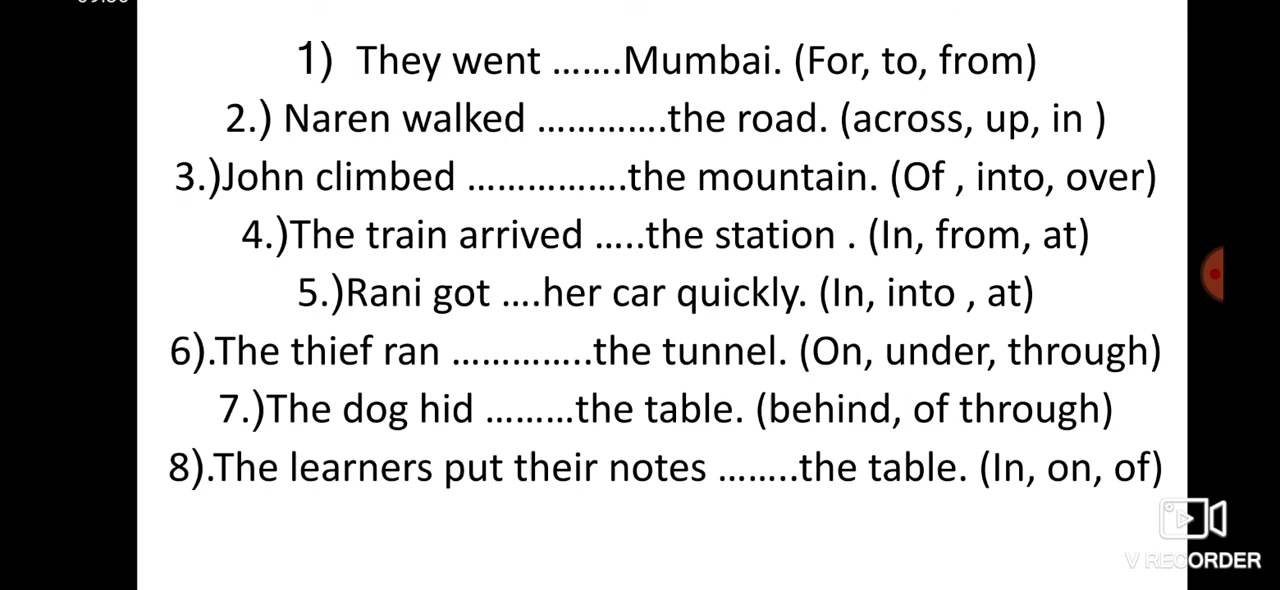 1) They went .......Mumbai. (For, to, from)
2.) Naren walked .............the road. (across, up, in )
3.)John climbed ................the mountain. (Of , into, over)
4.)The train arrived .....the station . (In, from, at)
5.)Rani got ....her car quickly. (In, into , at)
6).The thief ran ..............the tunnel. (On, under, through)
7.)The dog hid .........the table. (behind, of through)
8).The learners put their notes ........the table. (In, on, of)
V RECORDER